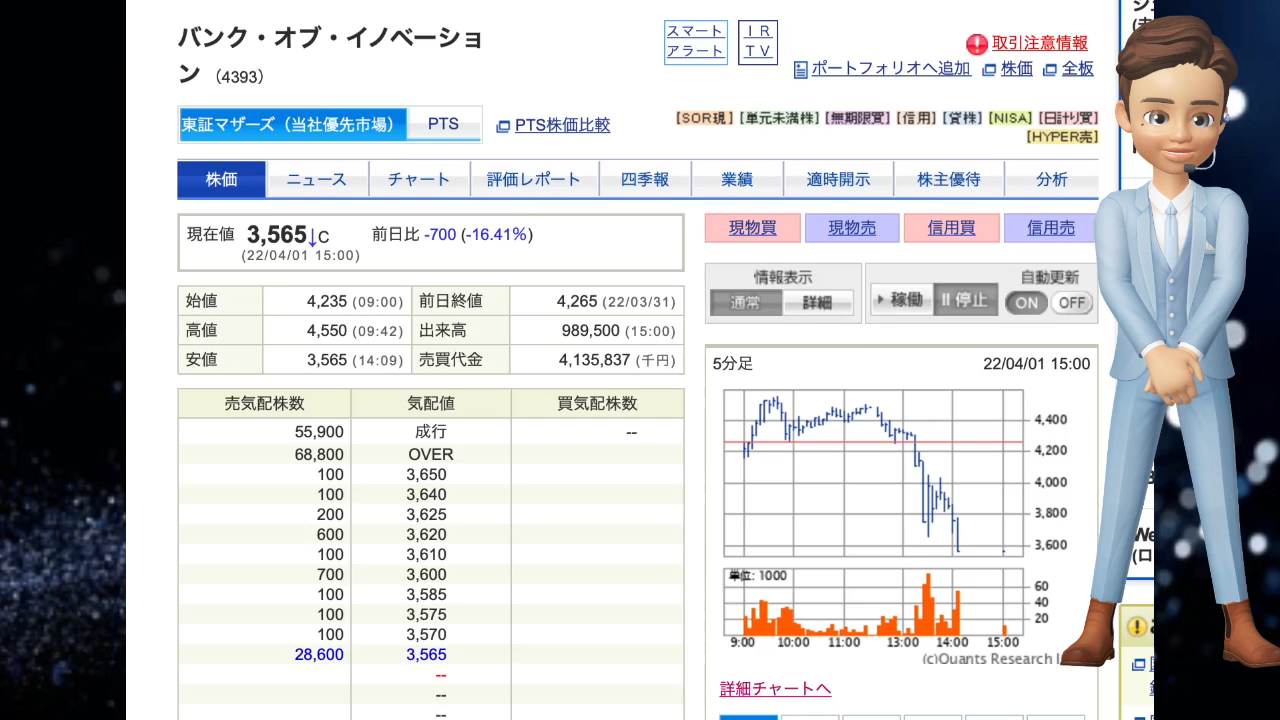 バンク・オブ・イノベーショ
ン (4393)
スマート
アラート
IR
TV
取引注意情報
ポートフォリオへ追加 株価 全板
東証マザーズ（当社優先市場） PTS PTS株価比較
[SOR現] [単元未満株] [無期限買] [信用] [貸株] [NISA] [日計り買]
[HYPER売]
株価 ニュース チャート 評価レポート 四季報 業績 適時開示 株主優待 分析
現在値 3,565↓C 前日比 -700 (-16.41%)
(22/04/01 15:00)
現物買 現物売 信用買 信用売
情報表示
通常 詳細
自動更新
稼働 停止 ON OFF
始値 4,235 (09:00) 前日終値 4,265 (22/03/31)
高値 4,550 (09:42) 出来高 989,500 (15:00)
安値 3,565 (14:09) 売買代金 4,135,837 (千円)
売気配株数 気配値 買気配株数
55,900 成行 --
68,800 OVER
100 3,650
100 3,640
200 3,625
600 3,620
100 3,610
700 3,600
100 3,585
100 3,575
100 3,570
28,600 3,565
--
--
--
5分足 22/04/01 15:00
4,400
4,200
4,000
3,800
3,600
単位: 1000
60
40
20
9:00 10:00 11:00 13:00 14:00 15:00
(c)Quants Research
詳細チャートへ
We
(ロ